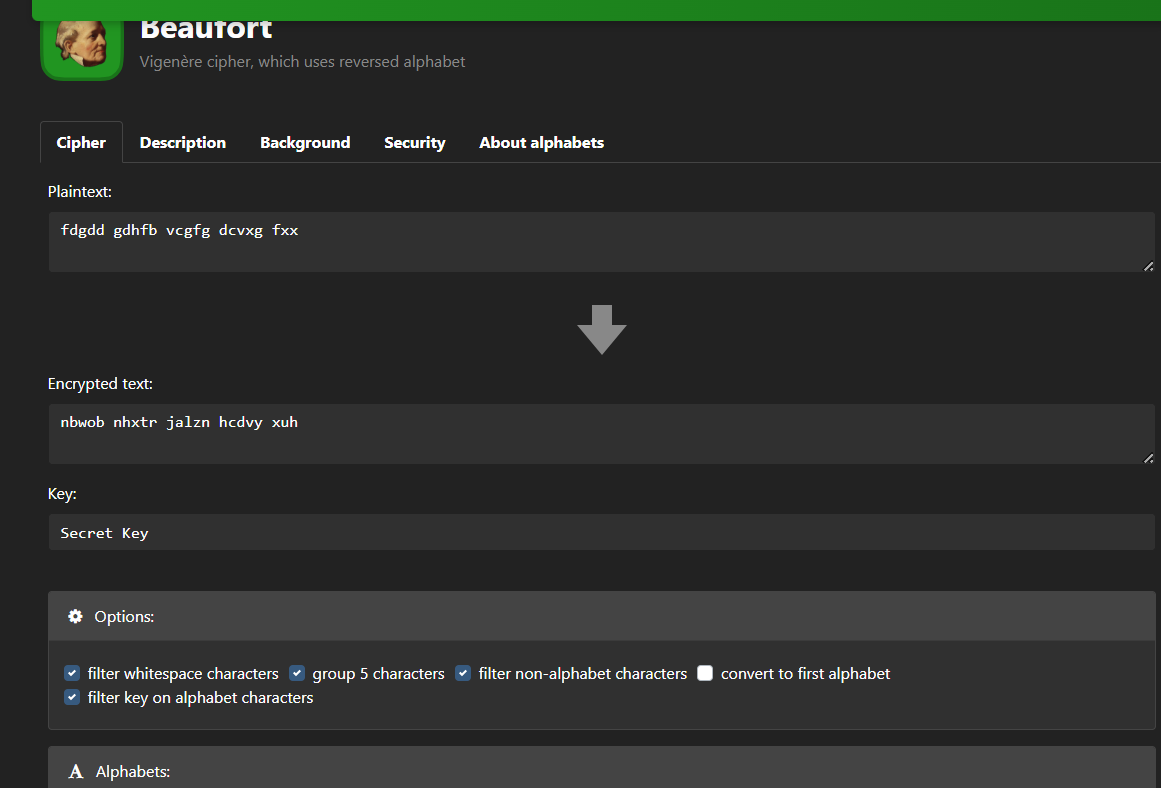 Beaufort
Vigenère cipher, which uses reversed alphabet
Cipher Description Background Security About alphabets
Plaintext:
fdgdd gdhfb vcgfg dcvxg fxx
Encrypted text:
nbwob nhxtr jalzn hcdvy xuh
Key:
Secret Key
Options:
filter whitespace characters group 5 characters filter non-alphabet characters convert to first alphabet
filter key on alphabet characters
Alphabets: